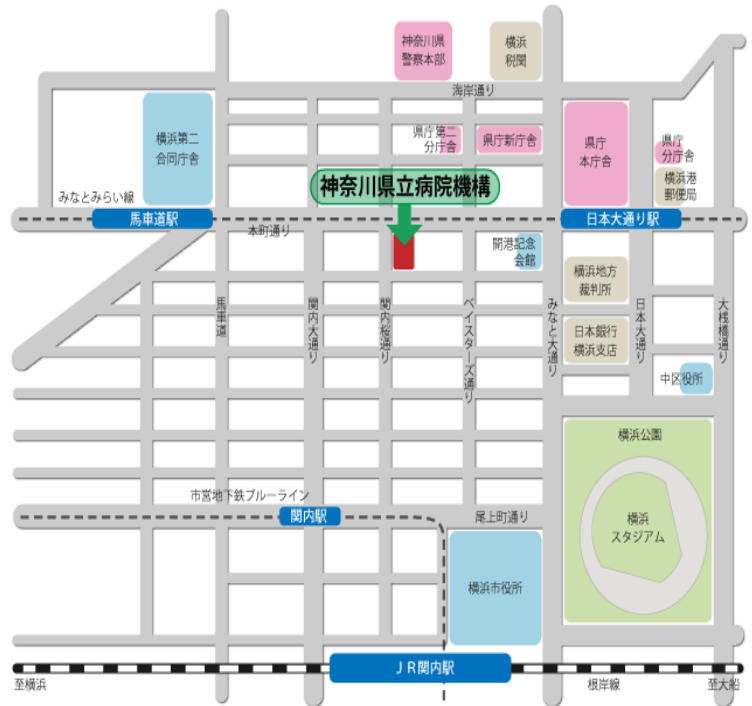 神奈川県
警察本部
横浜
税関
海岸通り
横浜第二
合同庁舎
県庁第二
分庁舎
県庁新庁舎
県庁
本庁舎
県庁
分庁舎
横浜港
郵便局
みなとみらい線
神奈川県立病院機構
馬車道駅
日本大通り駅
本町通り
開港記念
会館
横浜地方
裁判所
馬車道
関内大通り
関内桜通り
ベイスターズ通り
みなと大通り
日本大通り
大桟橋通り
日本銀行
横浜支店
中区役所
横浜公園
横浜
スタジアム
市営地下鉄ブルーライン
関内駅
尾上町通り
横浜市役所
JR関内駅
至横浜
根岸線
至大船